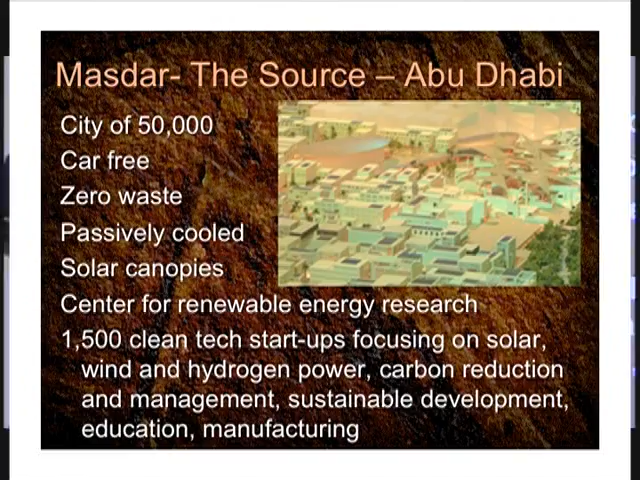 Masdar- The Source – Abu Dhabi
City of 50,000
Car free
Zero waste
Passively cooled
Solar canopies
Center for renewable energy research
1,500 clean tech start-ups focusing on solar,
wind and hydrogen power, carbon reduction
and management, sustainable development,
education, manufacturing